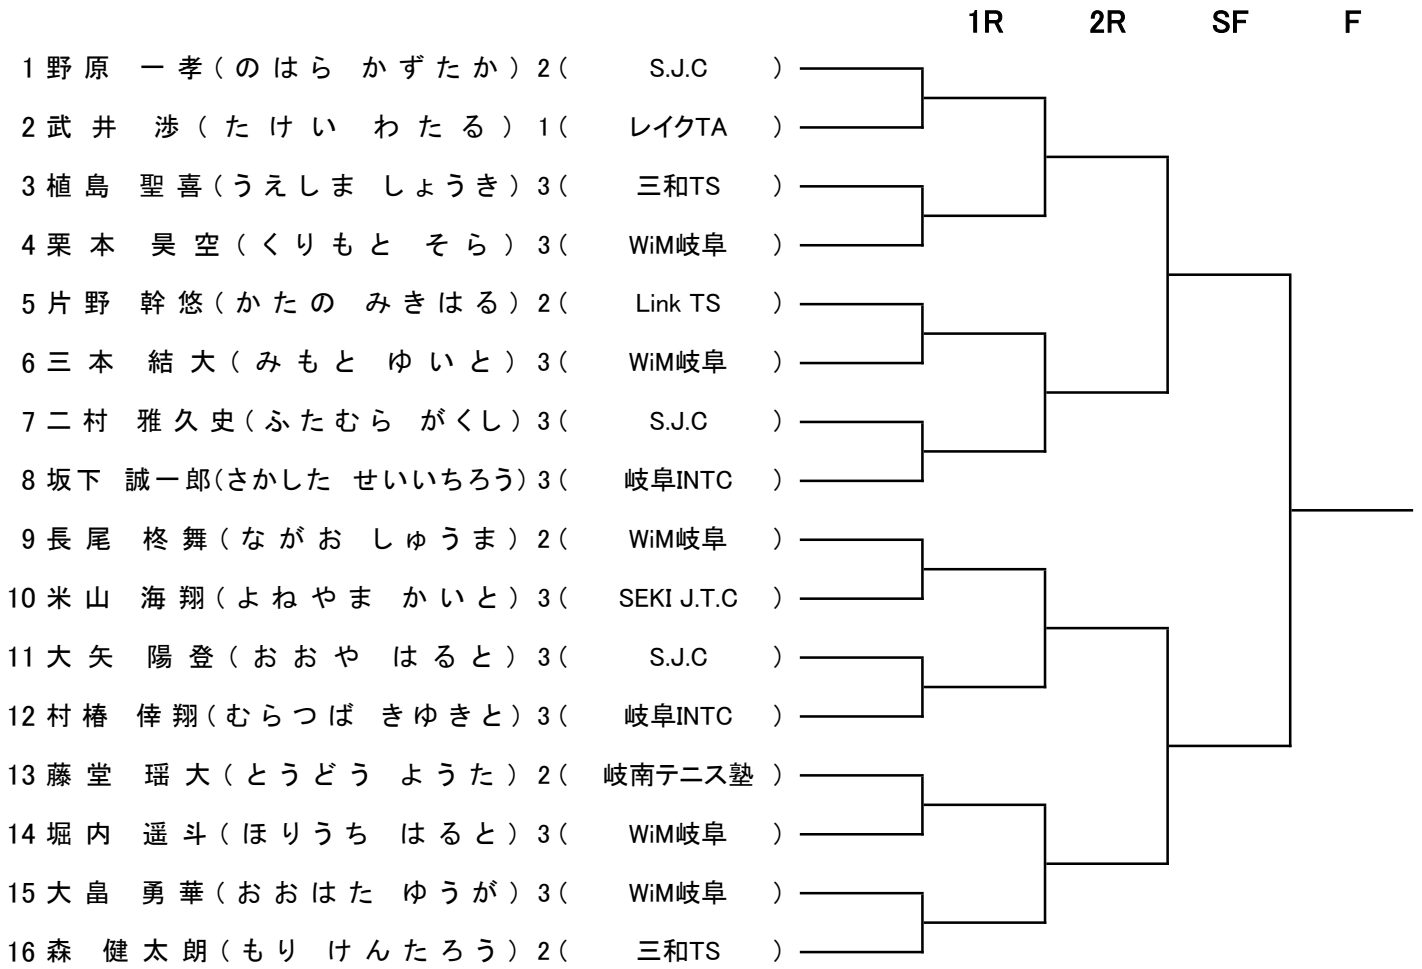 1R 2R SF F
1 野原 一孝(のはら かずたか) 2( S.J.C )
2 武井 渉(たけい わたる) 1( レイクTA )
3 植島 聖喜(うえしま しょうき) 3( 三和TS )
4 栗本 昊空(くりもと そら) 3( WiM岐阜 )
5 片野 幹悠(かたの みきはる) 2( Link TS )
6 三本 結大(みもと ゆいと) 3( WiM岐阜 )
7 二村 雅久史(ふたむら がくし) 3( S.J.C )
8 坂下 誠一郎(さかした せいいちろう) 3( 岐阜INTC )
9 長尾 柊舞(ながお しゅうま) 2( WiM岐阜 )
10 米山 海翔(よねやま かいと) 3( SEKI J.T.C )
11 大矢 陽登(おおや はると) 3( S.J.C )
12 村椿 倖翔(むらつば きゆきと) 3( 岐阜INTC )
13 藤堂 瑶大(とうどう ようた) 2( 岐南テニス塾 )
14 堀内 遥斗(ほりうち はると) 3( WiM岐阜 )
15 大畠 勇華(おおはた ゆうが) 3( WiM岐阜 )
16 森 健太朗(もり けんたろう) 2( 三和TS )